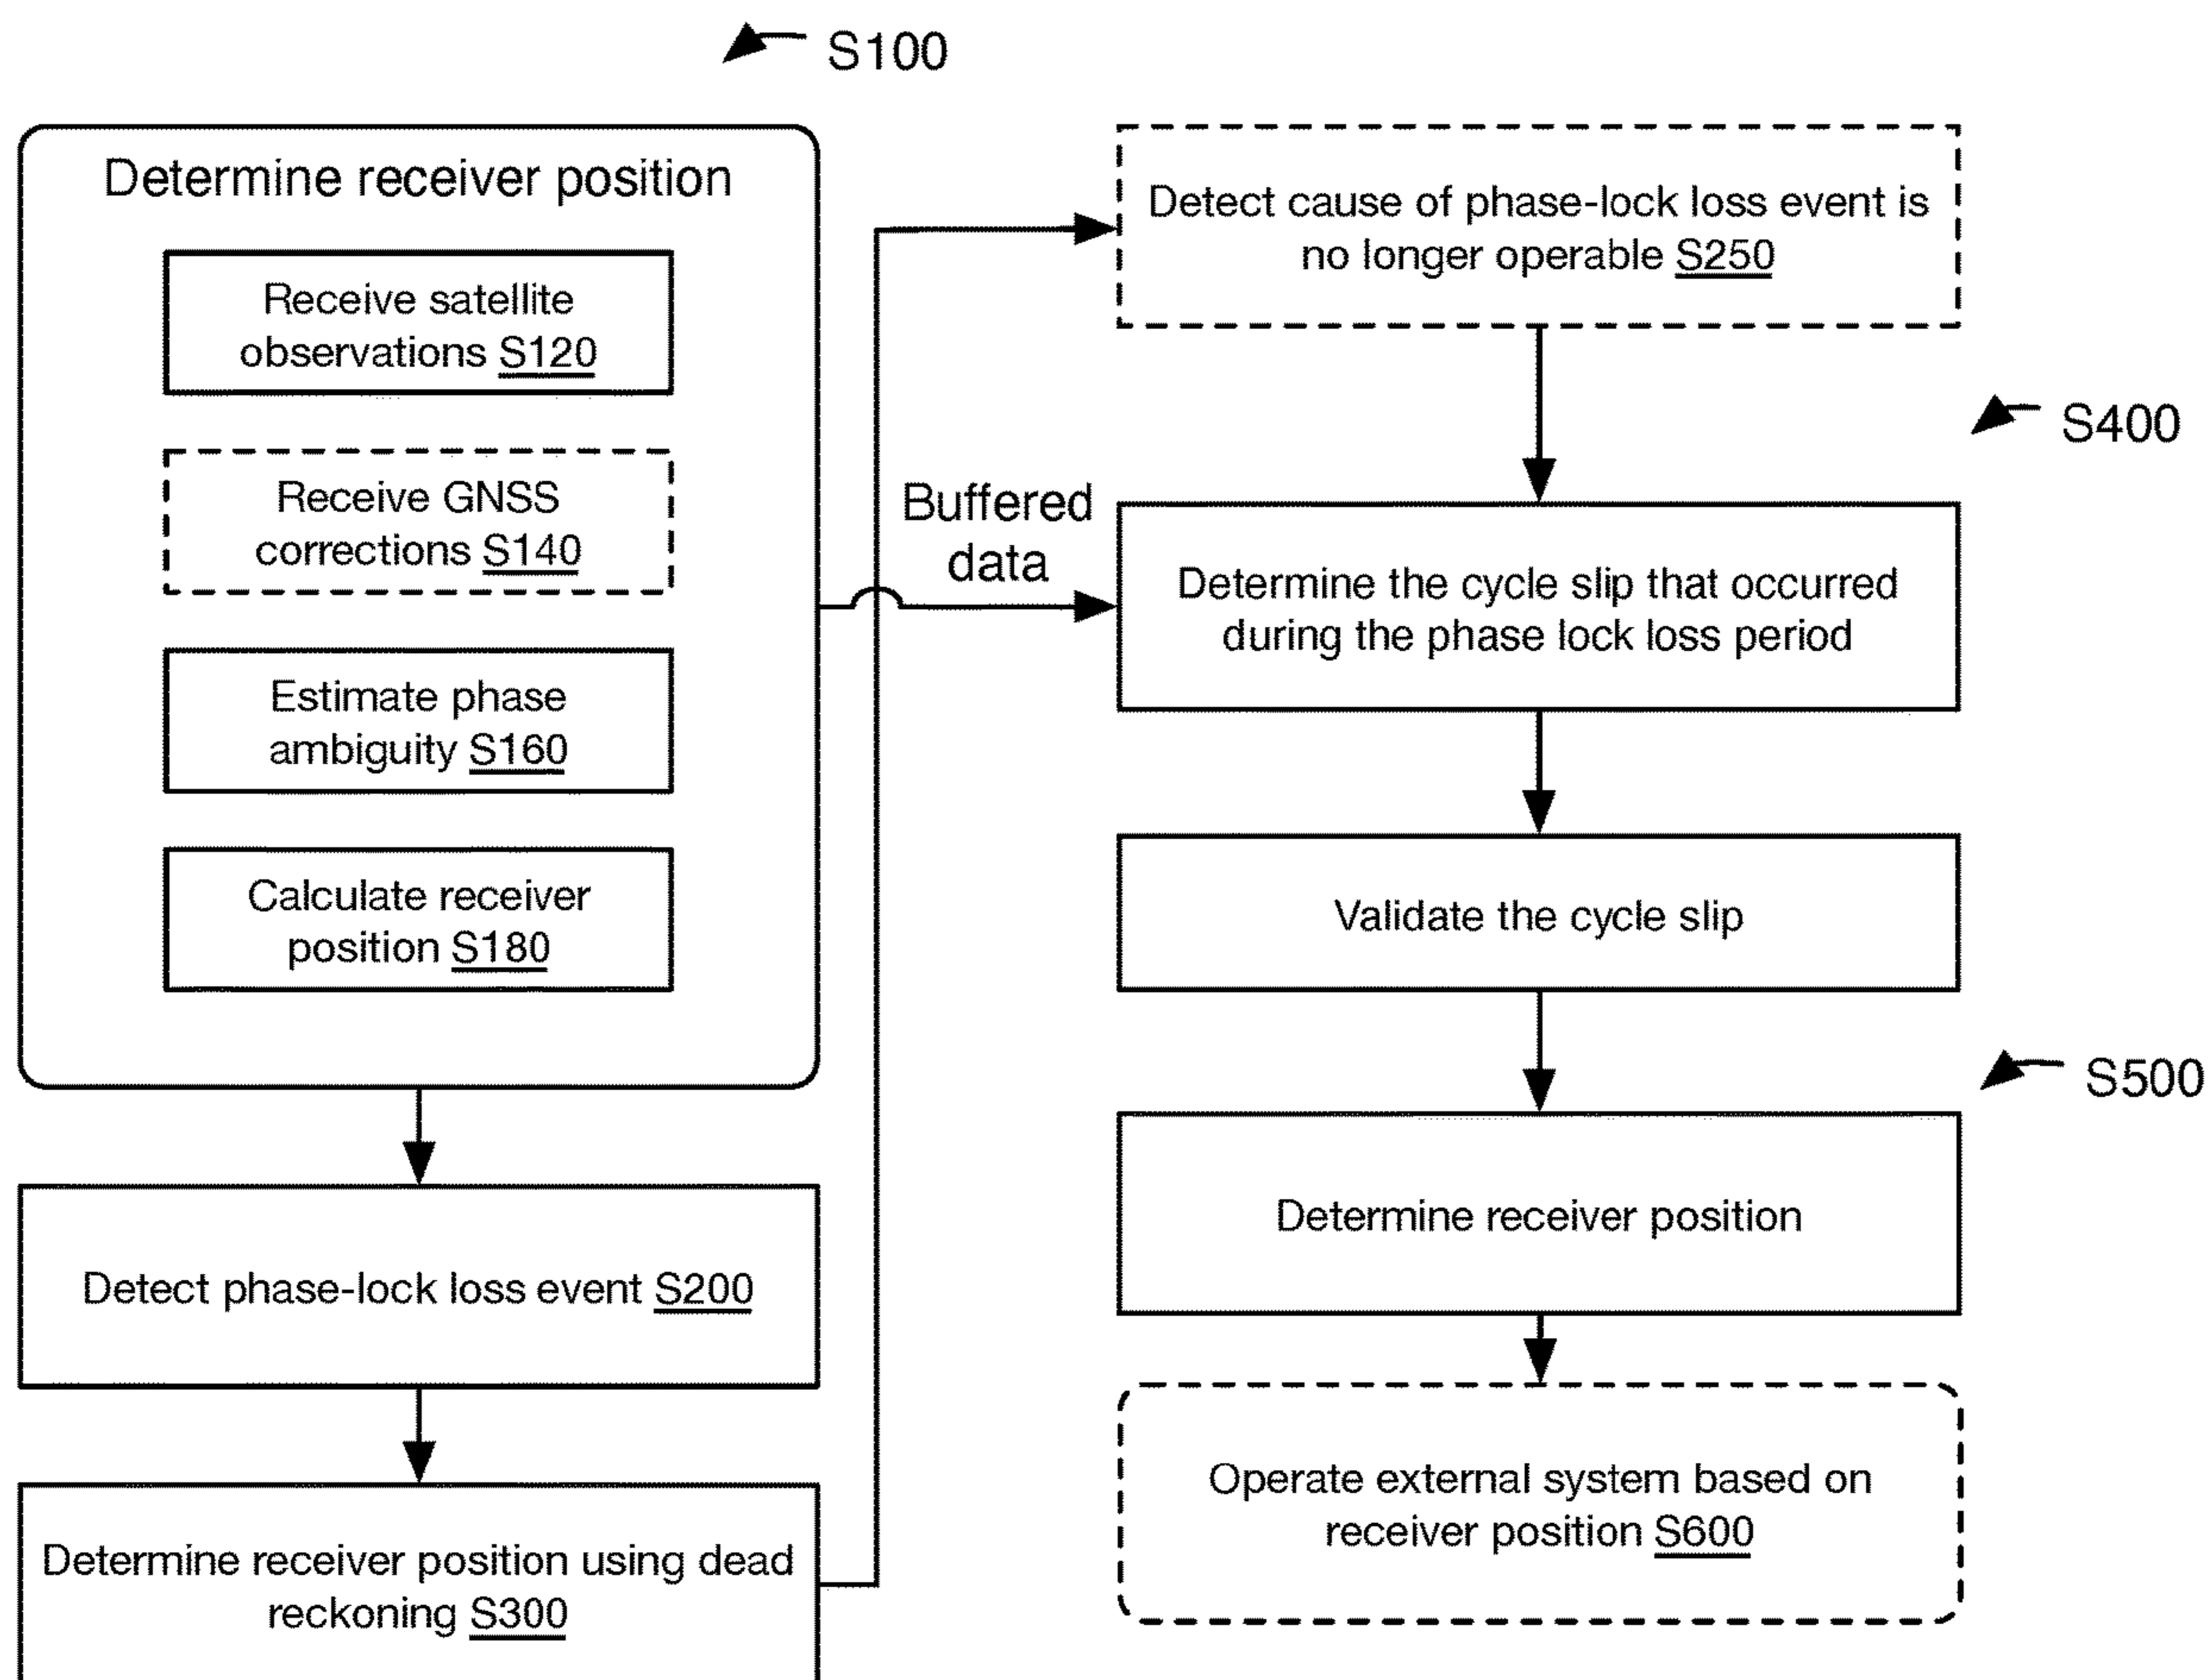 S100
Determine receiver position
Receive satellite
observations S120
Receive GNSS
corrections S140
Estimate phase
ambiguity S160
Calculate receiver
position S180
Detect phase-lock loss event S200
Determine receiver position using dead
reckoning S300
Buffered
data
Detect cause of phase-lock loss event is
no longer operable S250
S400
Determine the cycle slip that occurred
during the phase lock loss period
Validate the cycle slip
S500
Determine receiver position
Operate external system based on
receiver position S600